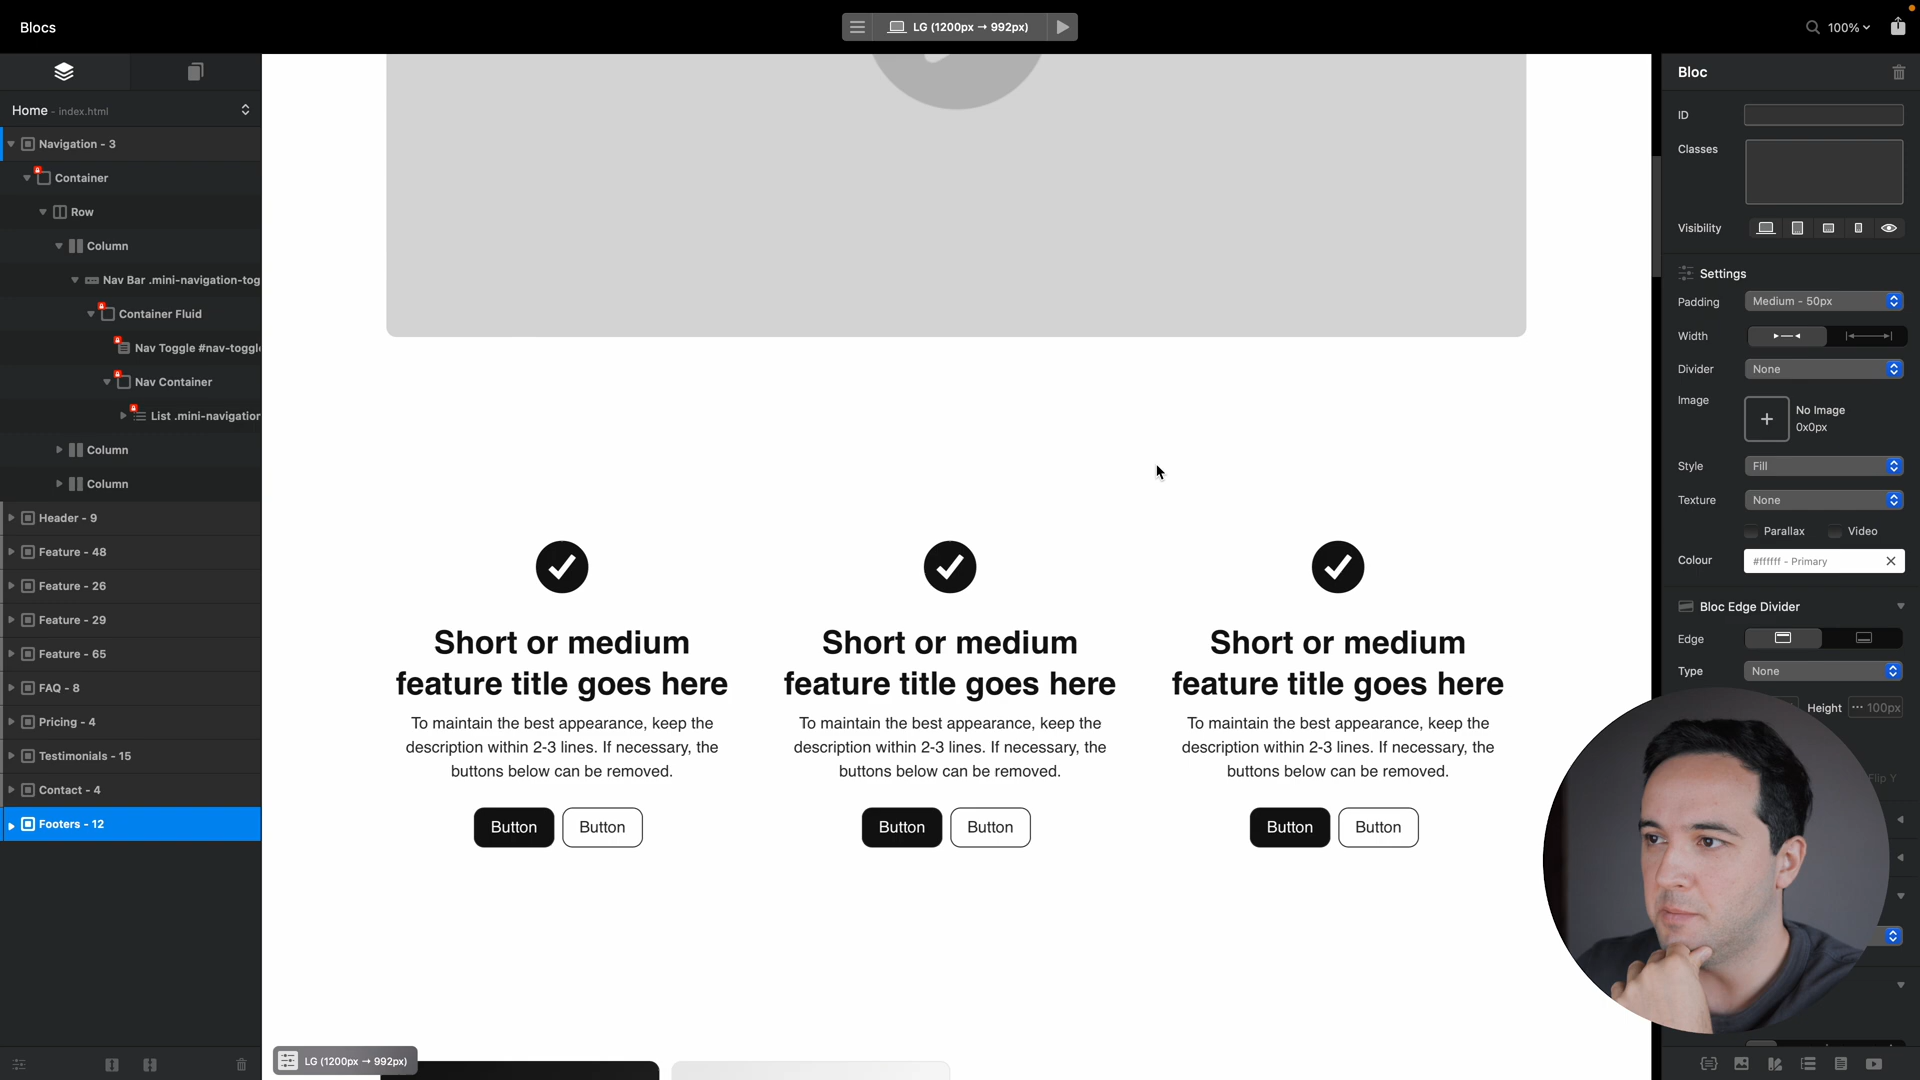 Blocs
LG (1200px → 992px)
100%
Home - index.html
Navigation - 3
Container
Row
Column
Nav Bar .mini-navigation-tog
Container Fluid
Nav Toggle #nav-toggle
Nav Container
List .mini-navigation
Column
Column
Header - 9
Feature - 48
Feature - 26
Feature - 29
Feature - 65
FAQ - 8
Pricing - 4
Testimonials - 15
Contact - 4
Footers - 12
Short or medium
feature title goes here
To maintain the best appearance, keep the
description within 2-3 lines. If necessary, the
buttons below can be removed.
Button Button
Short or medium
feature title goes here
To maintain the best appearance, keep the
description within 2-3 lines. If necessary, the
buttons below can be removed.
Button Button
Short or medium
feature title goes here
To maintain the best appearance, keep the
description within 2-3 lines. If necessary, the
buttons below can be removed.
Button Button
LG (1200px → 992px)
Bloc
ID
Classes
Visibility
Settings
Padding Medium - 50px
Width
Divider None
Image No Image
0x0px
Style Fill
Texture None
Parallax Video
Colour #ffffff - Primary
Bloc Edge Divider
Edge
Type None
Height 100px
Flip Y